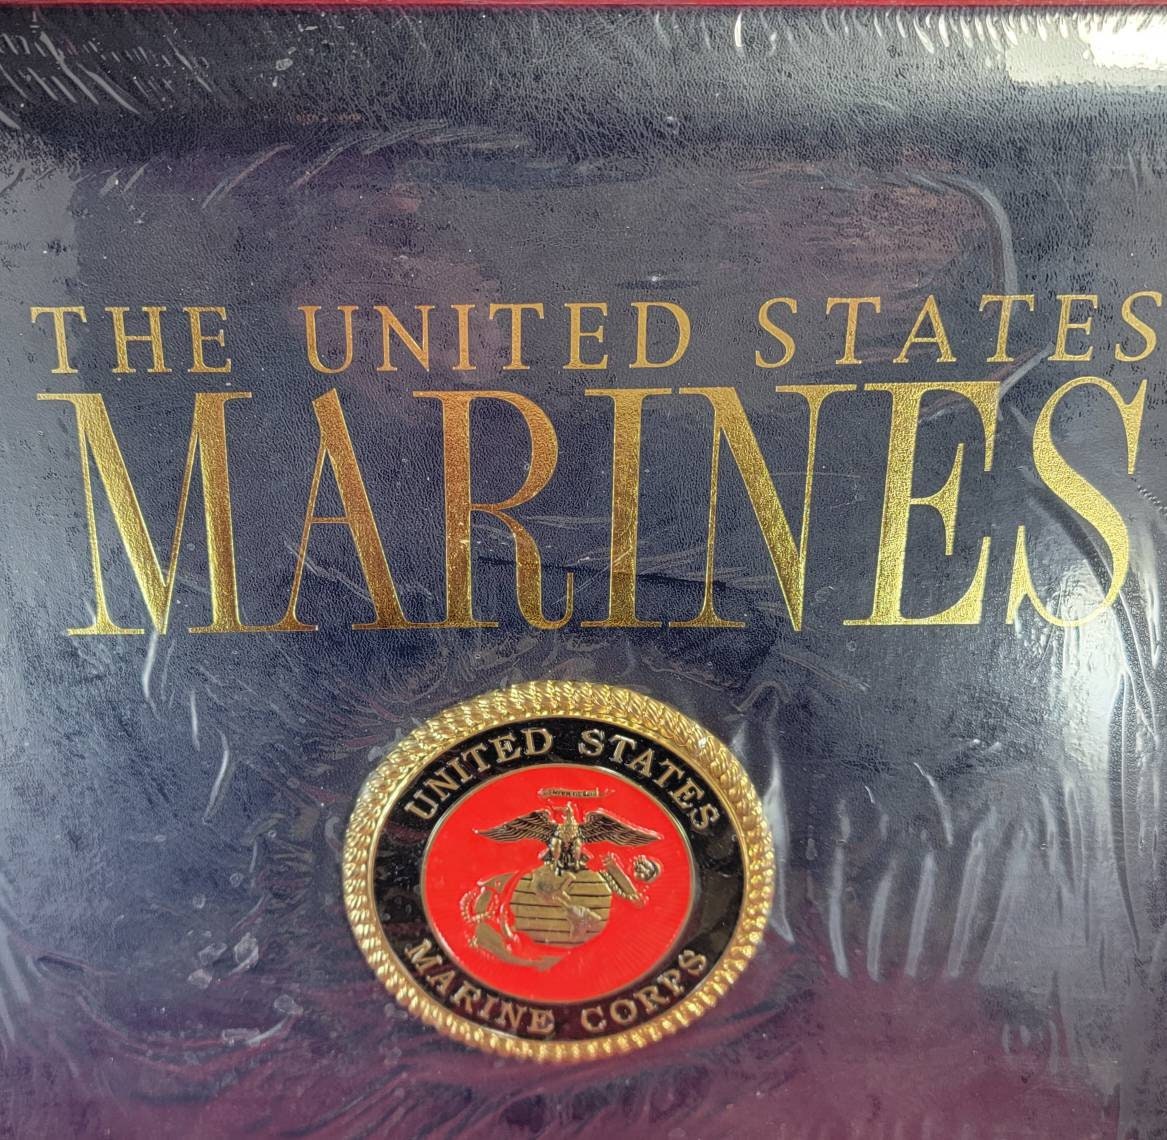 THE UNITED STATES
MARINES
UNITED STATES
MARINE CORPS